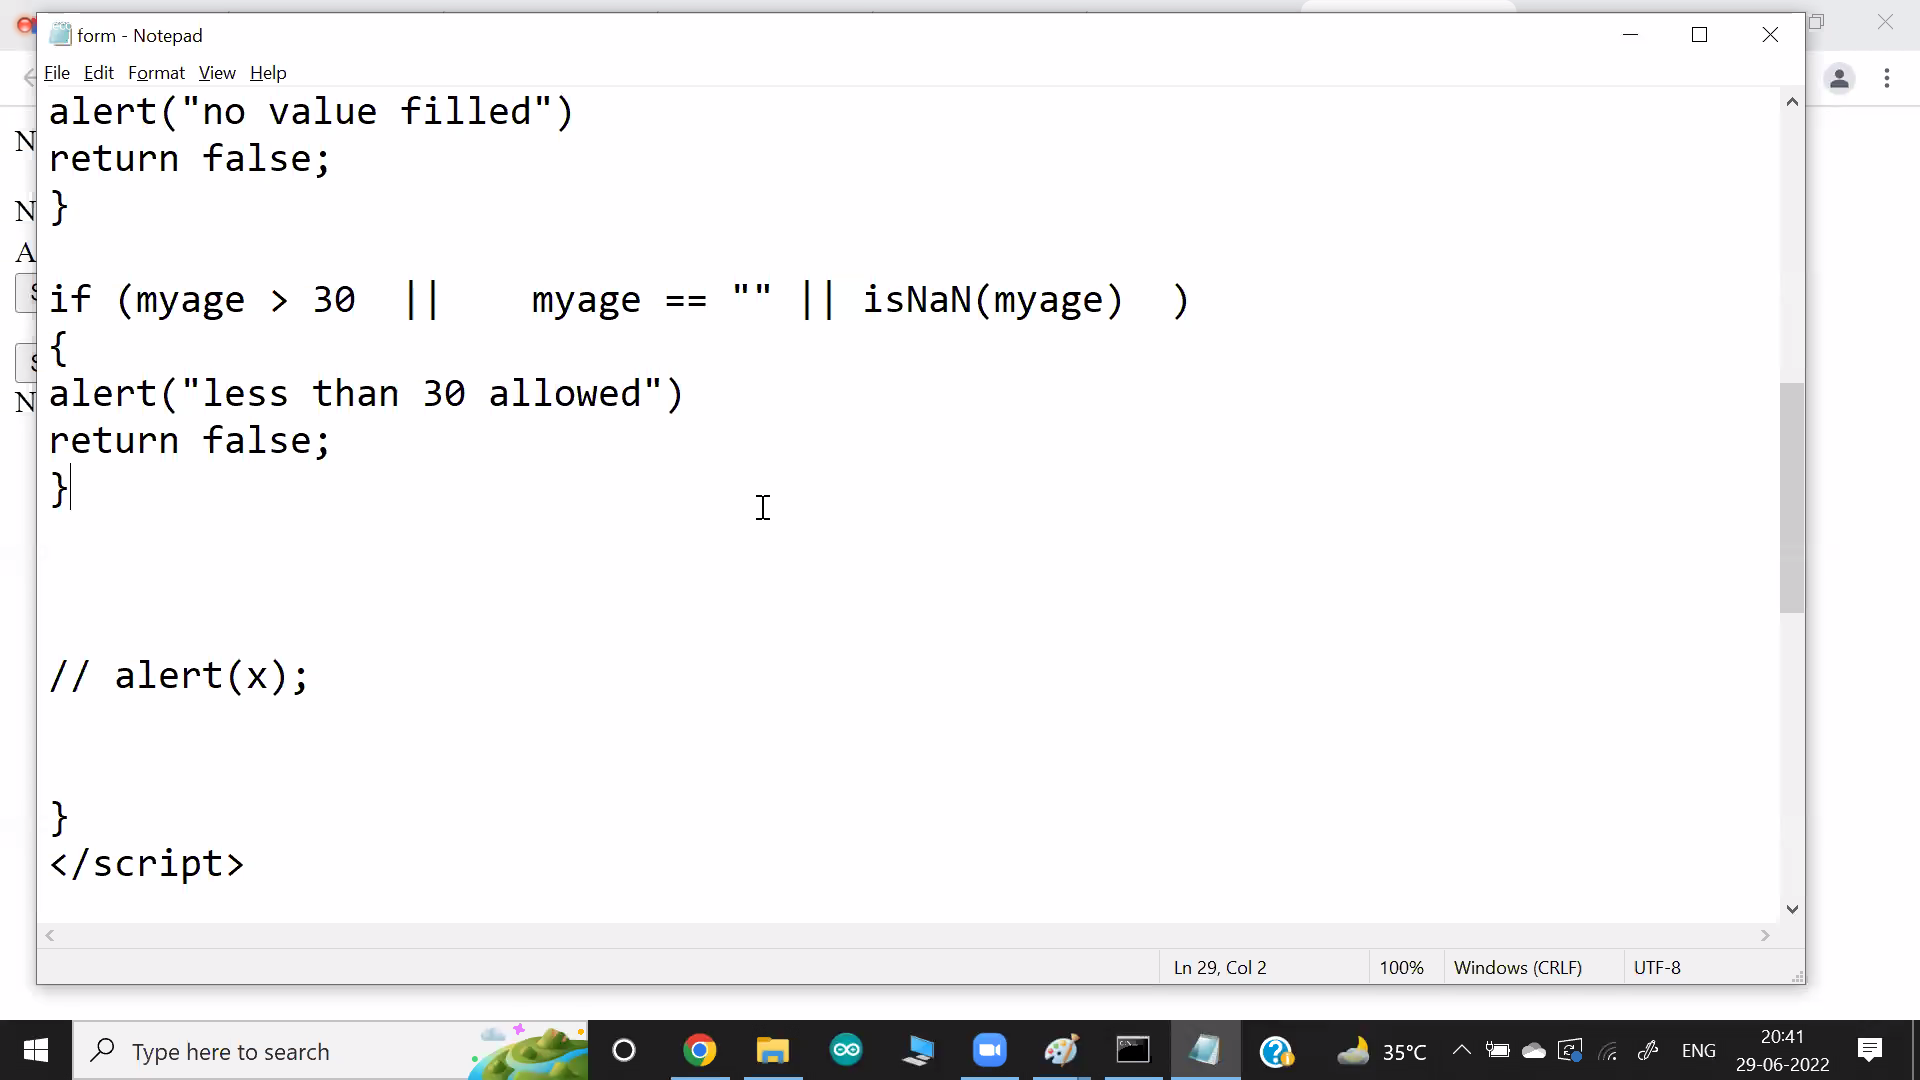 form - Notepad
File Edit Format View Help
alert("no value filled")
return false;
}
if (myage > 30 || myage == "" || isNaN(myage) )
{
alert("less than 30 allowed")
return false;
}
// alert(x);
}
</script>
N
N
A
S
S
N
Ln 29, Col 2
100%
Windows (CRLF)
UTF-8
Type here to search
35°C
ENG
20:41
29-06-2022